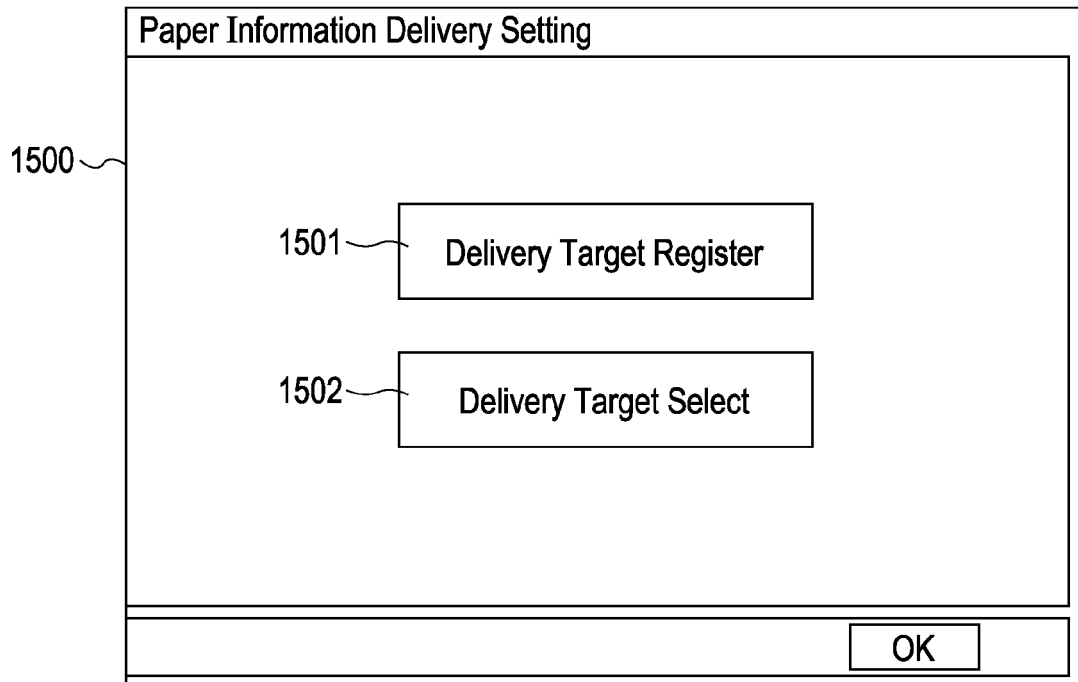 Paper Information Delivery Setting
1500
1501
Delivery Target Register
1502
Delivery Target Select
OK